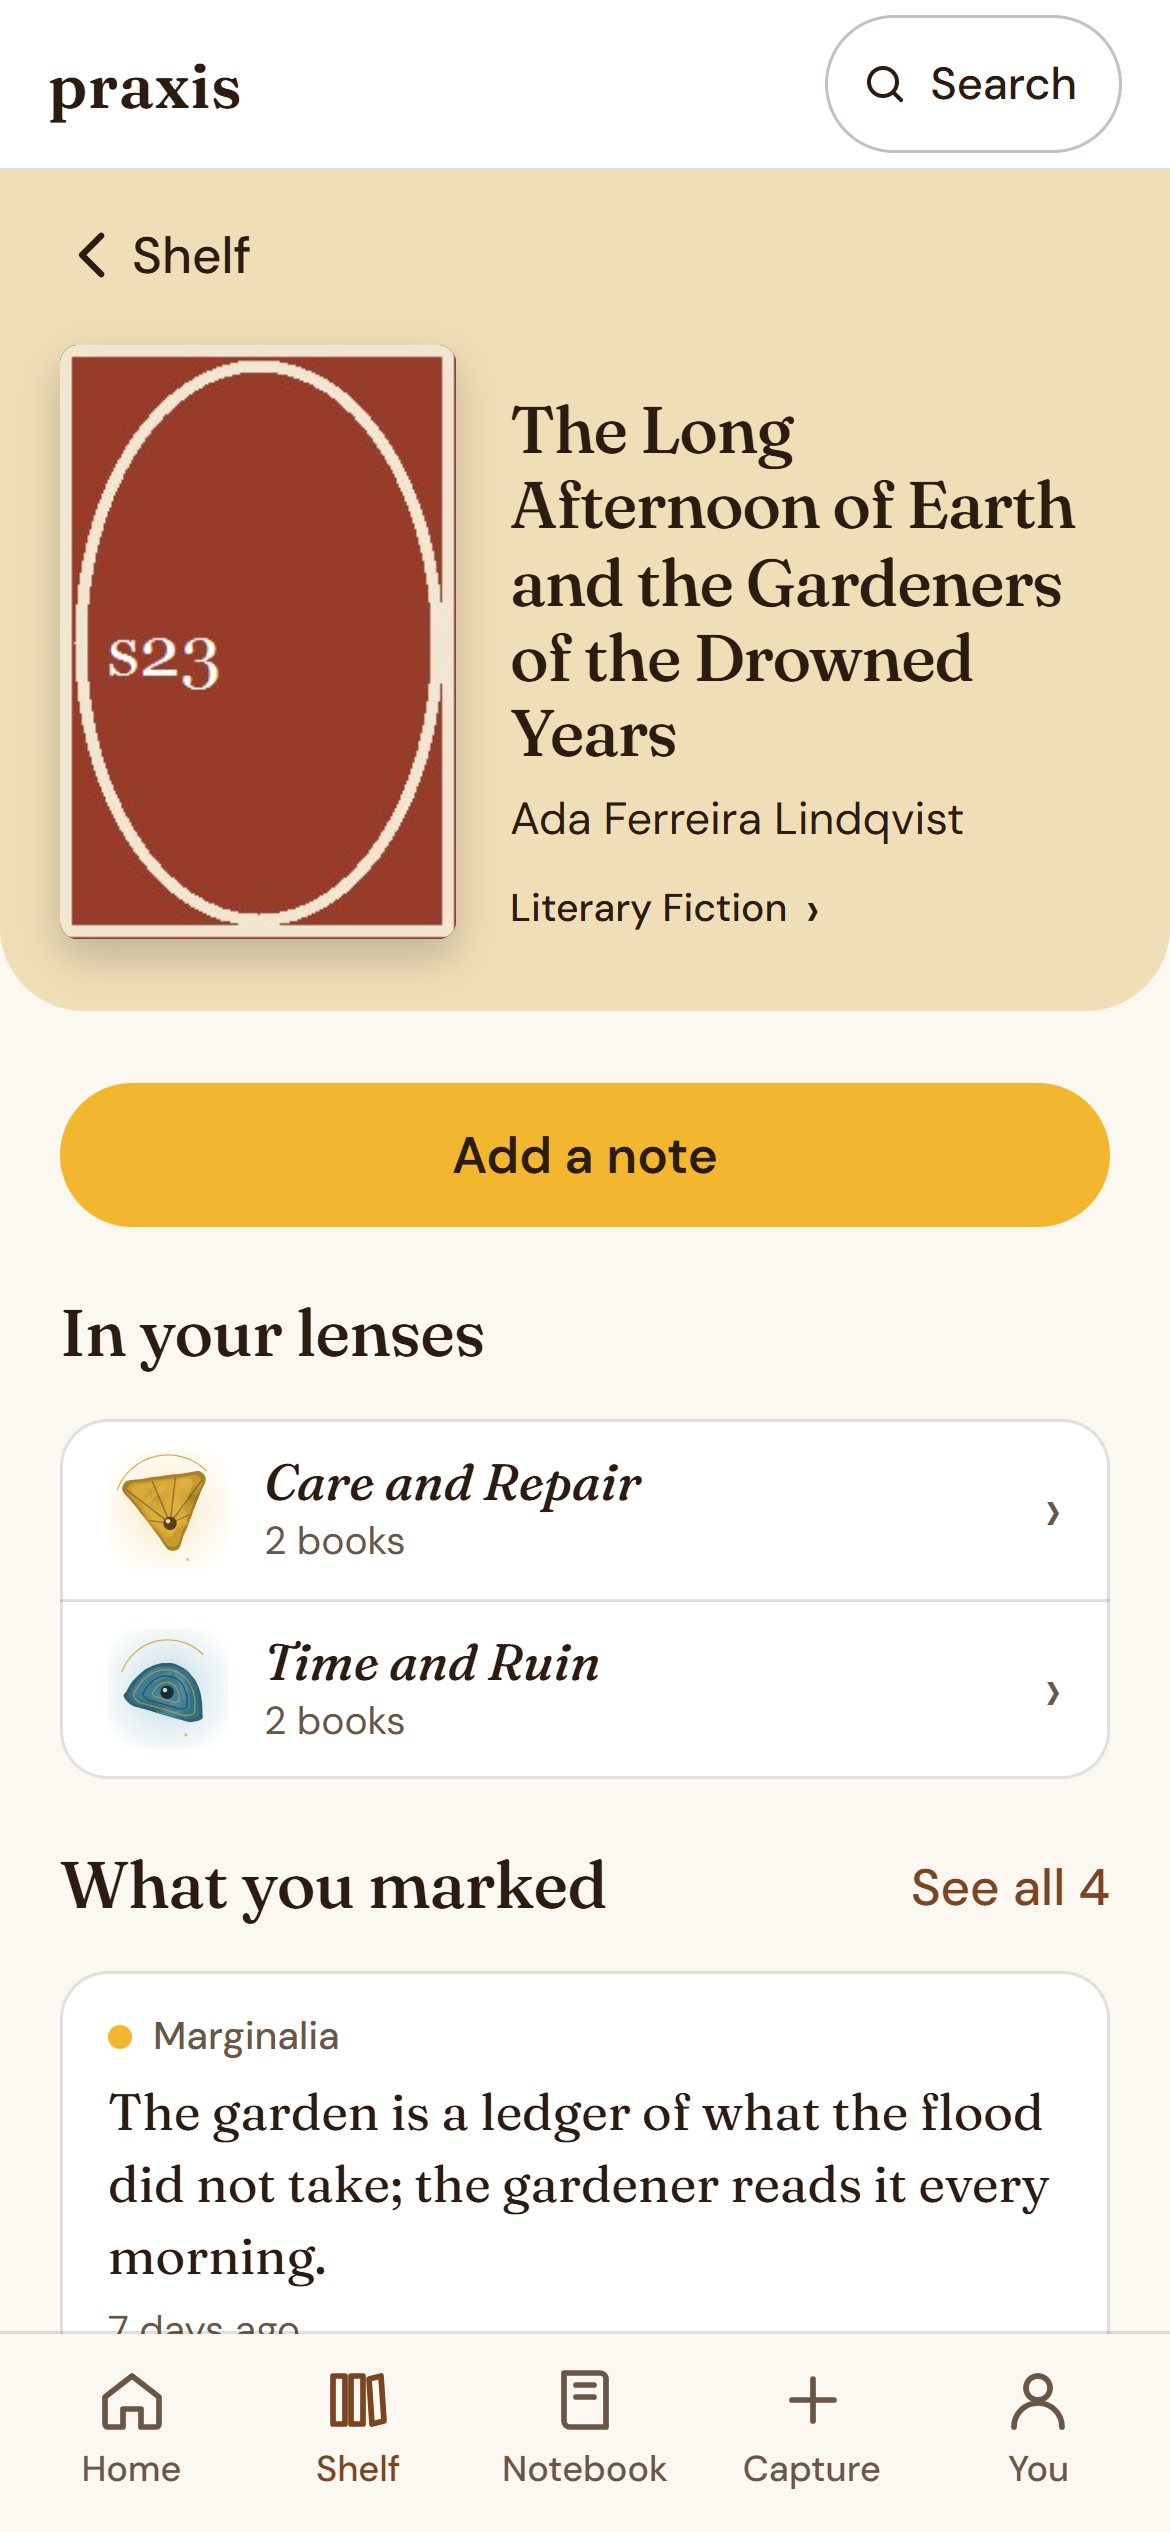 praxis
Search
Shelf
s23
The Long
Afternoon of Earth
and the Gardeners
of the Drowned
Years
Ada Ferreira Lindqvist
Literary Fiction ›
Add a note
In your lenses
Care and Repair
2 books
›
Time and Ruin
2 books
›
What you marked
See all 4
Marginalia
The garden is a ledger of what the flood
did not take; the gardener reads it every
morning.
7 days ago
Home
Shelf
Notebook
Capture
You